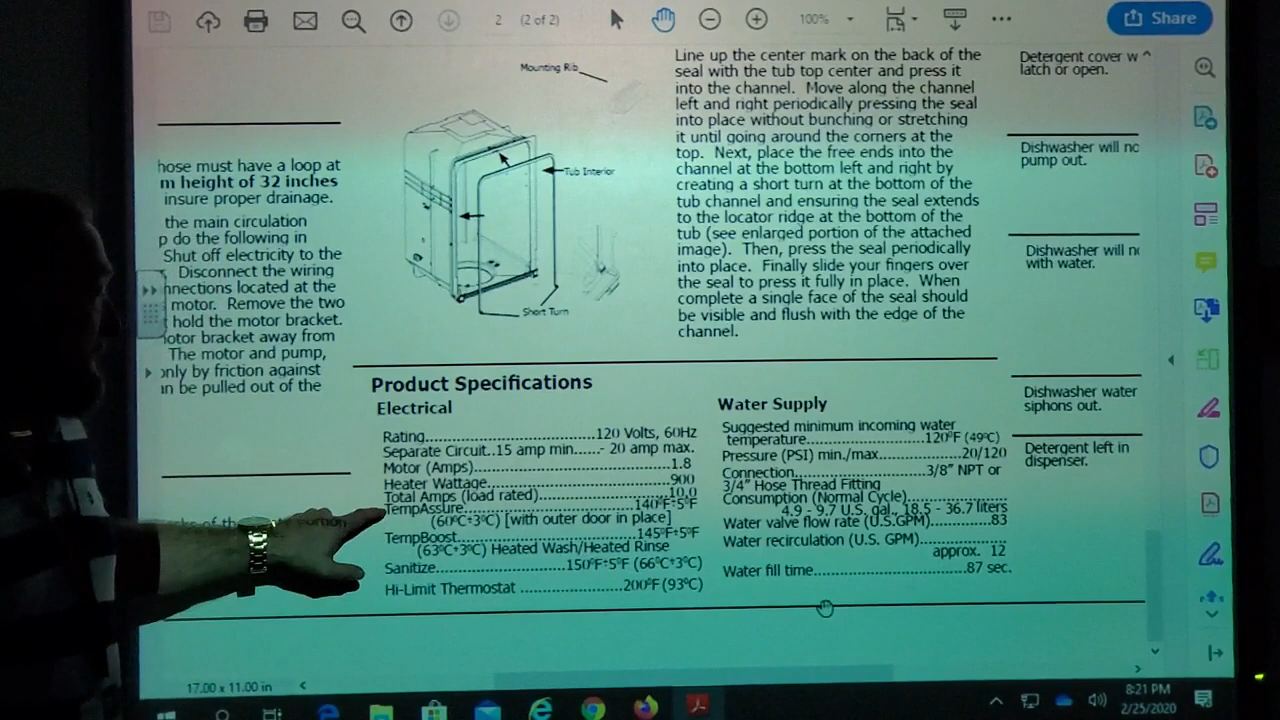 2 (2 of 2)
100%
Share
hose must have a loop at
m height of 32 inches
insure proper drainage.
the main circulation
p do the following in
Shut off electricity to the
Disconnect the wiring
nnections located at the
motor. Remove the two
hold the motor bracket.
otor bracket away from
The motor and pump,
only by friction against
n be pulled out of the
Mounting Rib
Tub Interior
Short Turn
Line up the center mark on the back of the
seal with the tub top center and press it
into the channel. Move along the channel
left and right periodically pressing the seal
into place without bunching or stretching
it until going around the corners at the
top. Next, place the free ends into the
channel at the bottom left and right by
creating a short turn at the bottom of the
tub channel and ensuring the seal extends
to the locator ridge at the bottom of the
tub (see enlarged portion of the attached
image). Then, press the seal periodically
into place. Finally slide your fingers over
the seal to press it fully in place. When
complete a single face of the seal should
be visible and flush with the edge of the
channel.
Detergent cover w
latch or open.
Dishwasher will no
pump out.
Dishwasher will n
with water.
Dishwasher water
siphons out.
Detergent left in
dispenser.
Product Specifications
Electrical
Rating..................................120 Volts, 60Hz
Separate Circuit..15 amp min......- 20 amp max.
Motor (Amps)........................................1.8
Heater Wattage.....................................900
Total Amps (load rated)..........................10.0
TempAssure...................................140°F÷5°F
(60°C÷3°C) [with outer door in place]
TempBoost....................................145°F÷5°F
(63°C÷3°C) Heated Wash/Heated Rinse
Sanitize..........................150°F÷5°F (66°C÷3°C)
Hi-Limit Thermostat .....................200°F (93°C)
Water Supply
Suggested minimum incoming water
temperature........................120°F (49°C)
Pressure (PSI) min./max.................20/120
Connection...........................3/8" NPT or
3/4" Hose Thread Fitting
Consumption (Normal Cycle)....................
4.9 - 9.7 U.S. gal., 18.5 - 36.7 liters
Water valve flow rate (U.S.GPM)...............83
Water recirculation (U.S. GPM).................
approx. 12
Water fill time...............................87 sec.
17.00 x 11.00 in
8:21 PM
2/25/2020